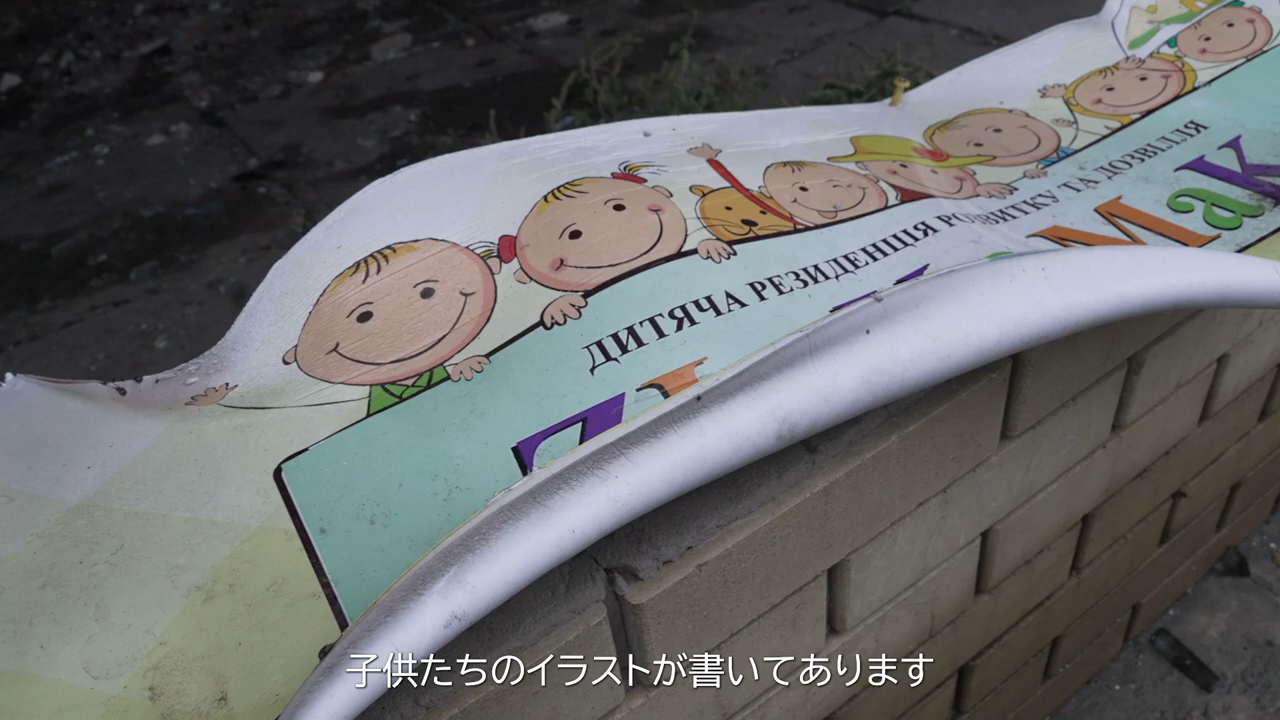 ДИТЯЧА РЕЗИДЕНЦІЯ РОЗВИТКУ ТА ДОЗВІЛЛЯ
子供たちのイラストが書いてあります